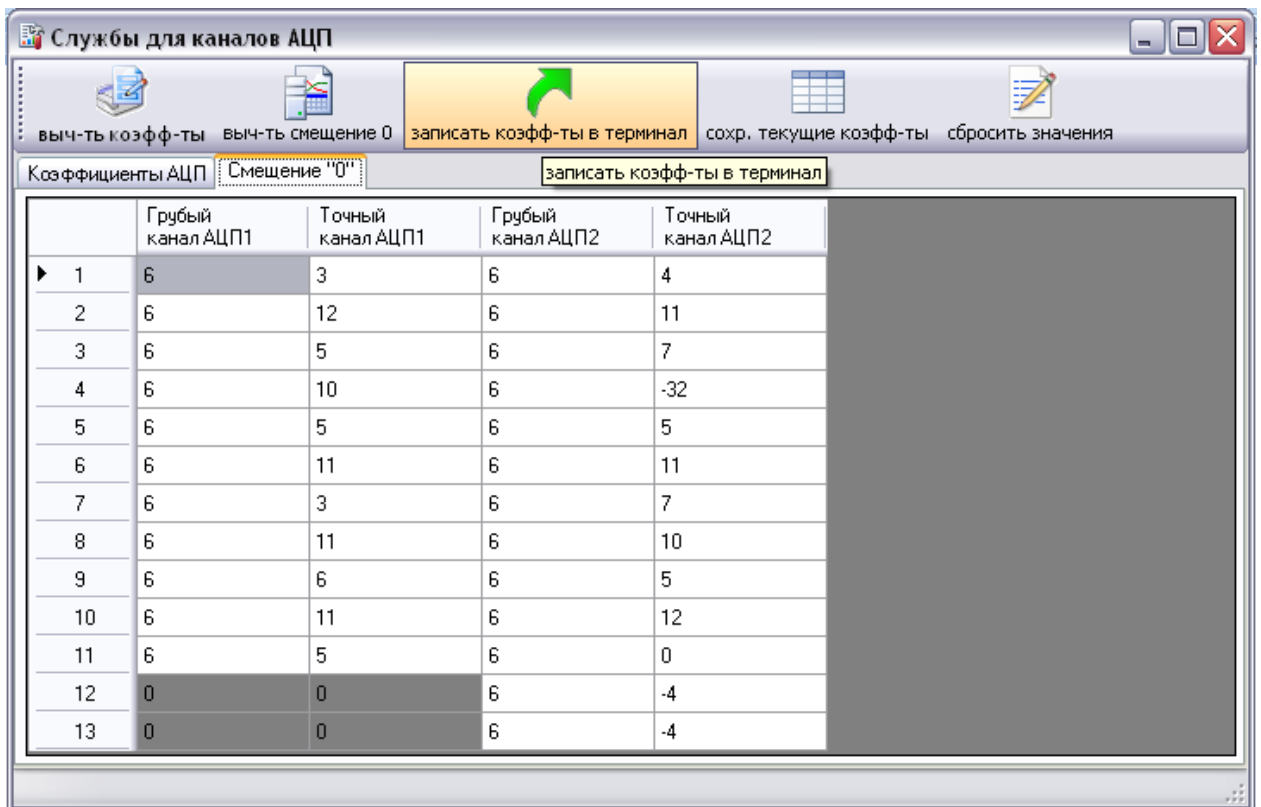 Службы для каналов АЦП
выч-ть коэфф-ты выч-ть смещение 0 записать коэфф-ты в терминал сохр. текущие коэфф-ты сбросить значения
Коэффициенты АЦП Смещение "0" записать коэфф-ты в терминал
Грубый Точный Грубый Точный
канал АЦП1 канал АЦП1 канал АЦП2 канал АЦП2
1 6 3 6 4
2 6 12 6 11
3 6 5 6 7
4 6 10 6 -32
5 6 5 6 5
6 6 11 6 11
7 6 3 6 7
8 6 11 6 10
9 6 6 6 5
10 6 11 6 12
11 6 5 6 0
12 0 0 6 -4
13 0 0 6 -4